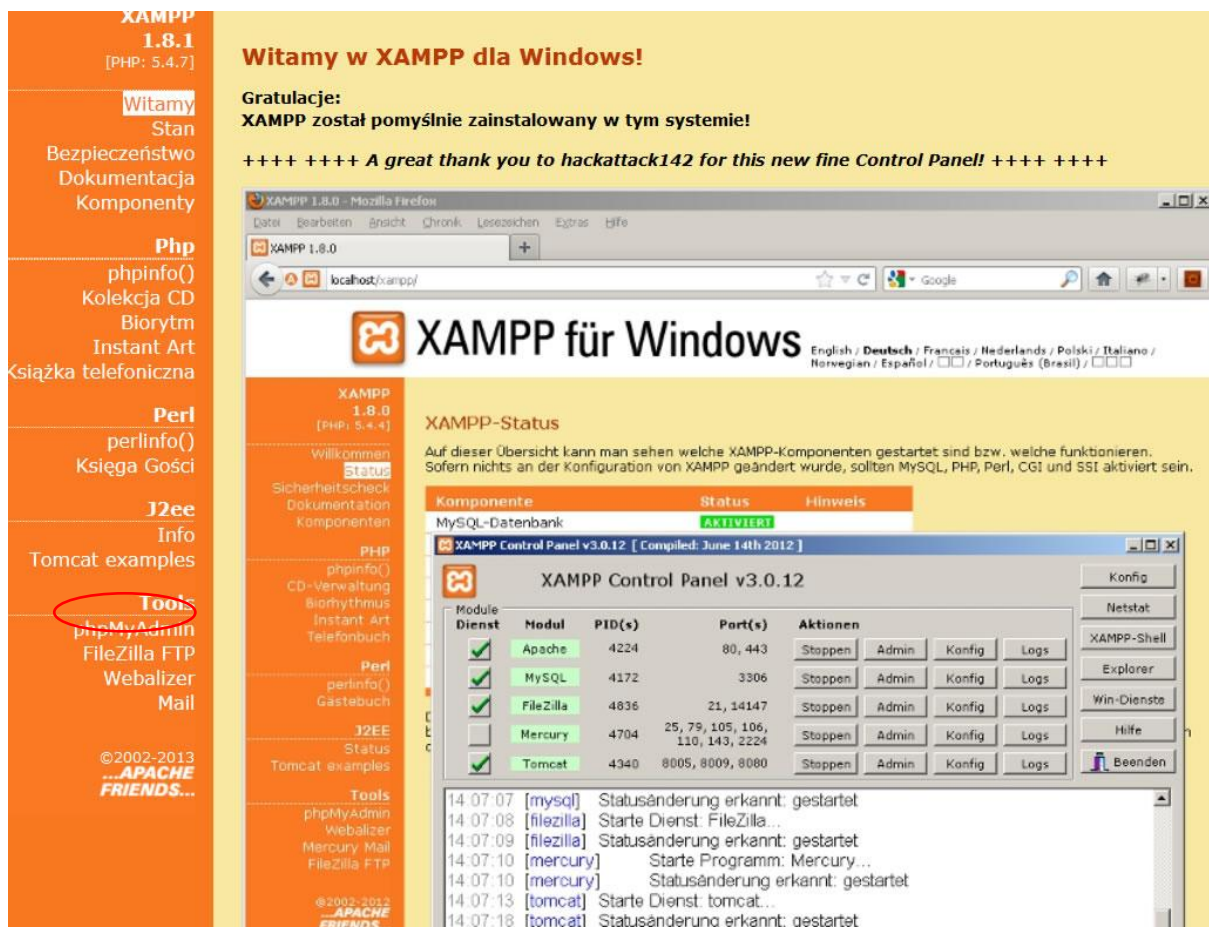 XAMPP
1.8.1
[PHP: 5.4.7]
Witamy
Stan
Bezpieczeństwo
Dokumentacja
Komponenty
Php
phpinfo()
Kolekcja CD
Biorytm
Instant Art
Książka telefoniczna
Perl
perlinfo()
Księga Gości
J2ee
Info
Tomcat examples
Tools
phpMyAdmin
FileZilla FTP
Webalizer
Mail
©2002-2013
...APACHE
FRIENDS...
Witamy w XAMPP dla Windows!
Gratulacje:
XAMPP został pomyślnie zainstalowany w tym systemie!
++++ ++++ A great thank you to hackattack142 for this new fine Control Panel! ++++ ++++
XAMPP 1.8.0 - Mozilla Firefox
Datei Bearbeiten Ansicht Chronik Lesezeichen Extras Hilfe
XAMPP 1.8.0
localhost/xampp/
Google
XAMPP für Windows
English / Deutsch / Francais / Nederlands / Polski / Italiano /
Norwegian / Español / / Português (Brasil) /
XAMPP
1.8.0
[PHP: 5.4.4]
Willkommen
Status
Sicherheitscheck
Dokumentation
Komponenten
PHP
phpinfo()
CD-Verwaltung
Biorhythmus
Instant Art
Telefonbuch
Perl
perlinfo()
Gästebuch
J2EE
Status
Tomcat examples
Tools
phpMyAdmin
Webalizer
Mercury Mail
FileZilla FTP
©2002-2012
...APACHE
FRIENDS...
XAMPP-Status
Auf dieser Übersicht kann man sehen welche XAMPP-Komponenten gestartet sind bzw. welche funktionieren.
Sofern nichts an der Konfiguration von XAMPP geändert wurde, sollten MySQL, PHP, Perl, CGI und SSI aktiviert sein.
Komponente Status Hinweis
MySQL-Datenbank AKTIVIERT
XAMPP Control Panel v3.0.12 [ Compiled: June 14th 2012 ]
XAMPP Control Panel v3.0.12
Module
Dienst Modul PID(s) Port(s) Aktionen
Apache 4224 80, 443 Stoppen Admin Konfig Logs
MySQL 4172 3306 Stoppen Admin Konfig Logs
FileZilla 4836 21, 14147 Stoppen Admin Konfig Logs
Mercury 4704 25, 79, 105, 106, 110, 143, 2224 Stoppen Admin Konfig Logs
Tomcat 4340 8005, 8009, 8080 Stoppen Admin Konfig Logs
Konfig
Netstat
XAMPP-Shell
Explorer
Win-Dienste
Hilfe
Beenden
14:07:07 [mysql] Statusänderung erkannt: gestartet
14:07:08 [filezilla] Starte Dienst: FileZilla...
14:07:09 [filezilla] Statusänderung erkannt: gestartet
14:07:10 [mercury] Starte Programm: Mercury...
14:07:10 [mercury] Statusänderung erkannt: gestartet
14:07:13 [tomcat] Starte Dienst: tomcat...
14:07:18 [tomcat] Statusänderung erkannt: gestartet